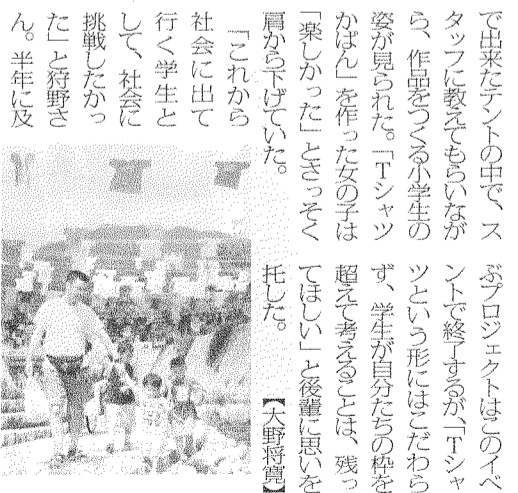 で出来たテントの中で、ス
タッフに教えてもらいなが
ら、作品をつくる小学生の
姿が見られた。「Tシャツ
かばん」を作った女の子は
「楽しかった」とさっそく
肩から下げていた。
「これから
社会に出て
行く学生と
して、社会に
挑戦したかっ
た」と狩野さ
ん。半年に及
ぶプロジェクトはこのイベ
ントで終了するが、「Tシャ
ツという形にはこだわら
ず、学生が自分たちの枠を
超えて考えることは、残っ
てほしい」と後輩に思いを
托した。
【大野将寛】